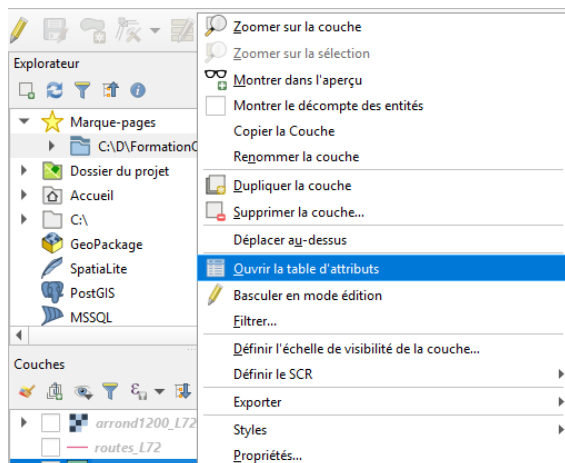 Explorateur
Marque-pages
C:\D\Formation
Dossier du projet
Accueil
C:\
GeoPackage
SpatiaLite
PostGIS
MSSQL
Couches
arrond1200_L72
routes_L72
Zoomer sur la couche
Zoomer sur la sélection
Montrer dans l'aperçu
Montrer le décompte des entités
Copier la Couche
Renommer la couche
Dupliquer la couche
Supprimer la couche...
Déplacer au-dessus
Ouvrir la table d'attributs
Basculer en mode édition
Filtrer...
Définir l'échelle de visibilité de la couche...
Définir le SCR
Exporter
Styles
Propriétés...